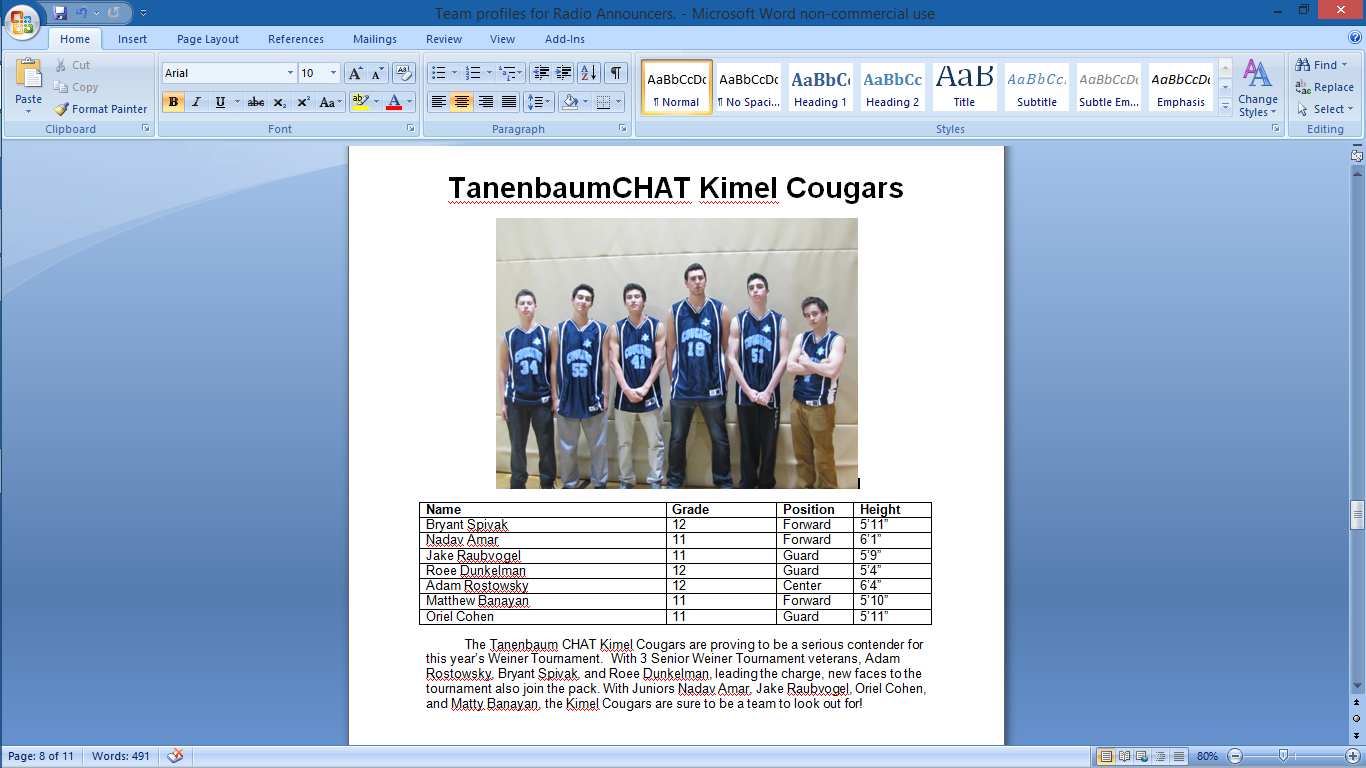 Team profiles for Radio Announcers. - Microsoft Word non-commercial use
Home Insert Page Layout References Mailings Review View Add-Ins
Paste
Cut
Copy
Format Painter
Clipboard
Arial 10
B I U abc x₂ x² Aa
Font
Paragraph
AaBbCcDc AaBbCcDc AaBbC AaBbCc AaB AaBbCc. AaBbCcDc AaBbCcDc
¶ Normal ¶ No Spaci... Heading 1 Heading 2 Title Subtitle Subtle Em... Emphasis
Change Styles
Styles
Find
Replace
Select
Editing
TanenbaumCHAT Kimel Cougars
COUGARS COUGARS COUGARS COUGARS COUGARS
34 55 41 18 51
Name Grade Position Height
Bryant Spivak 12 Forward 5’11”
Nadav Amar 11 Forward 6’1”
Jake Raubvogel 11 Guard 5’9”
Roee Dunkelman 12 Guard 5’4”
Adam Rostowsky 12 Center 6’4”
Matthew Banayan 11 Forward 5’10”
Oriel Cohen 11 Guard 5’11”
The Tanenbaum CHAT Kimel Cougars are proving to be a serious contender for
this year’s Weiner Tournament. With 3 Senior Weiner Tournament veterans, Adam
Rostowsky, Bryant Spivak, and Roee Dunkelman, leading the charge, new faces to the
tournament also join the pack. With Juniors Nadav Amar, Jake Raubvogel, Oriel Cohen,
and Matty Banayan, the Kimel Cougars are sure to be a team to look out for!
Page: 8 of 11 Words: 491 80%